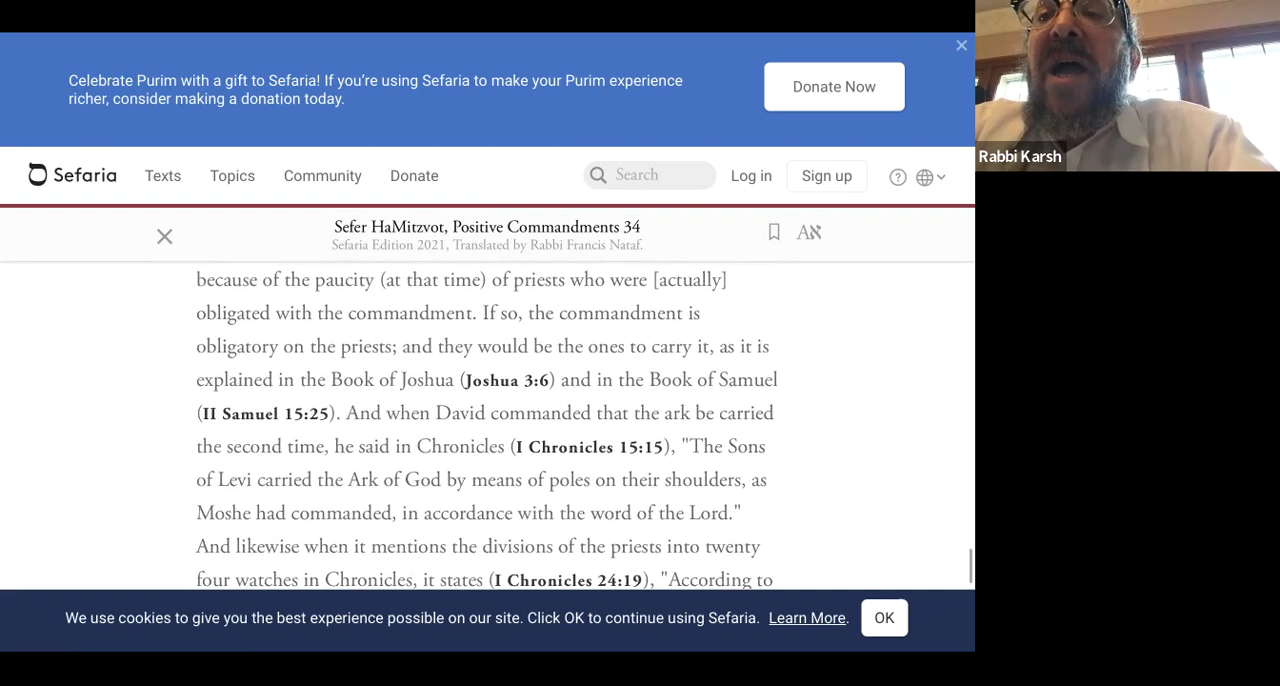 Celebrate Purim with a gift to Sefaria! If you're using Sefaria to make your Purim experience
richer, consider making a donation today.
Donate Now
Rabbi Karsh
Sefaria Texts Topics Community Donate Search Log in Sign up
Sefer HaMitzvot, Positive Commandments 34
Sefaria Edition 2021, Translated by Rabbi Francis Nataf.
Aא
because of the paucity (at that time) of priests who were [actually]
obligated with the commandment. If so, the commandment is
obligatory on the priests; and they would be the ones to carry it, as it is
explained in the Book of Joshua (Joshua 3:6) and in the Book of Samuel
(II Samuel 15:25). And when David commanded that the ark be carried
the second time, he said in Chronicles (I Chronicles 15:15), "The Sons
of Levi carried the Ark of God by means of poles on their shoulders, as
Moshe had commanded, in accordance with the word of the Lord."
And likewise when it mentions the divisions of the priests into twenty
four watches in Chronicles, it states (I Chronicles 24:19), "According to
We use cookies to give you the best experience possible on our site. Click OK to continue using Sefaria. Learn More.
OK